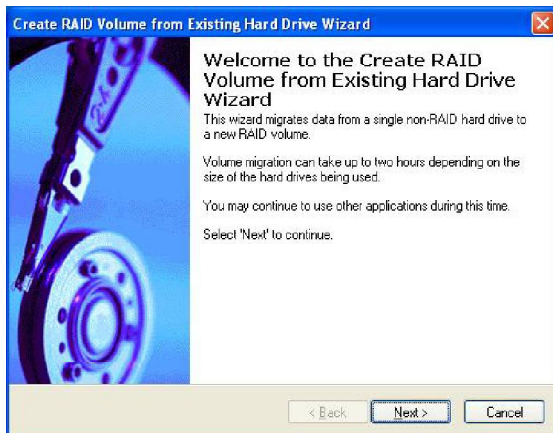 Create RAID Volume from Existing Hard Drive Wizard
Welcome to the Create RAID
Volume from Existing Hard Drive
Wizard
This wizard migrates data from a single non-RAID hard drive to
a new RAID volume.
Volume migration can take up to two hours depending on the
size of the hard drives being used.
You may continue to use other applications during this time.
Select 'Next' to continue.
< Back
Next >
Cancel